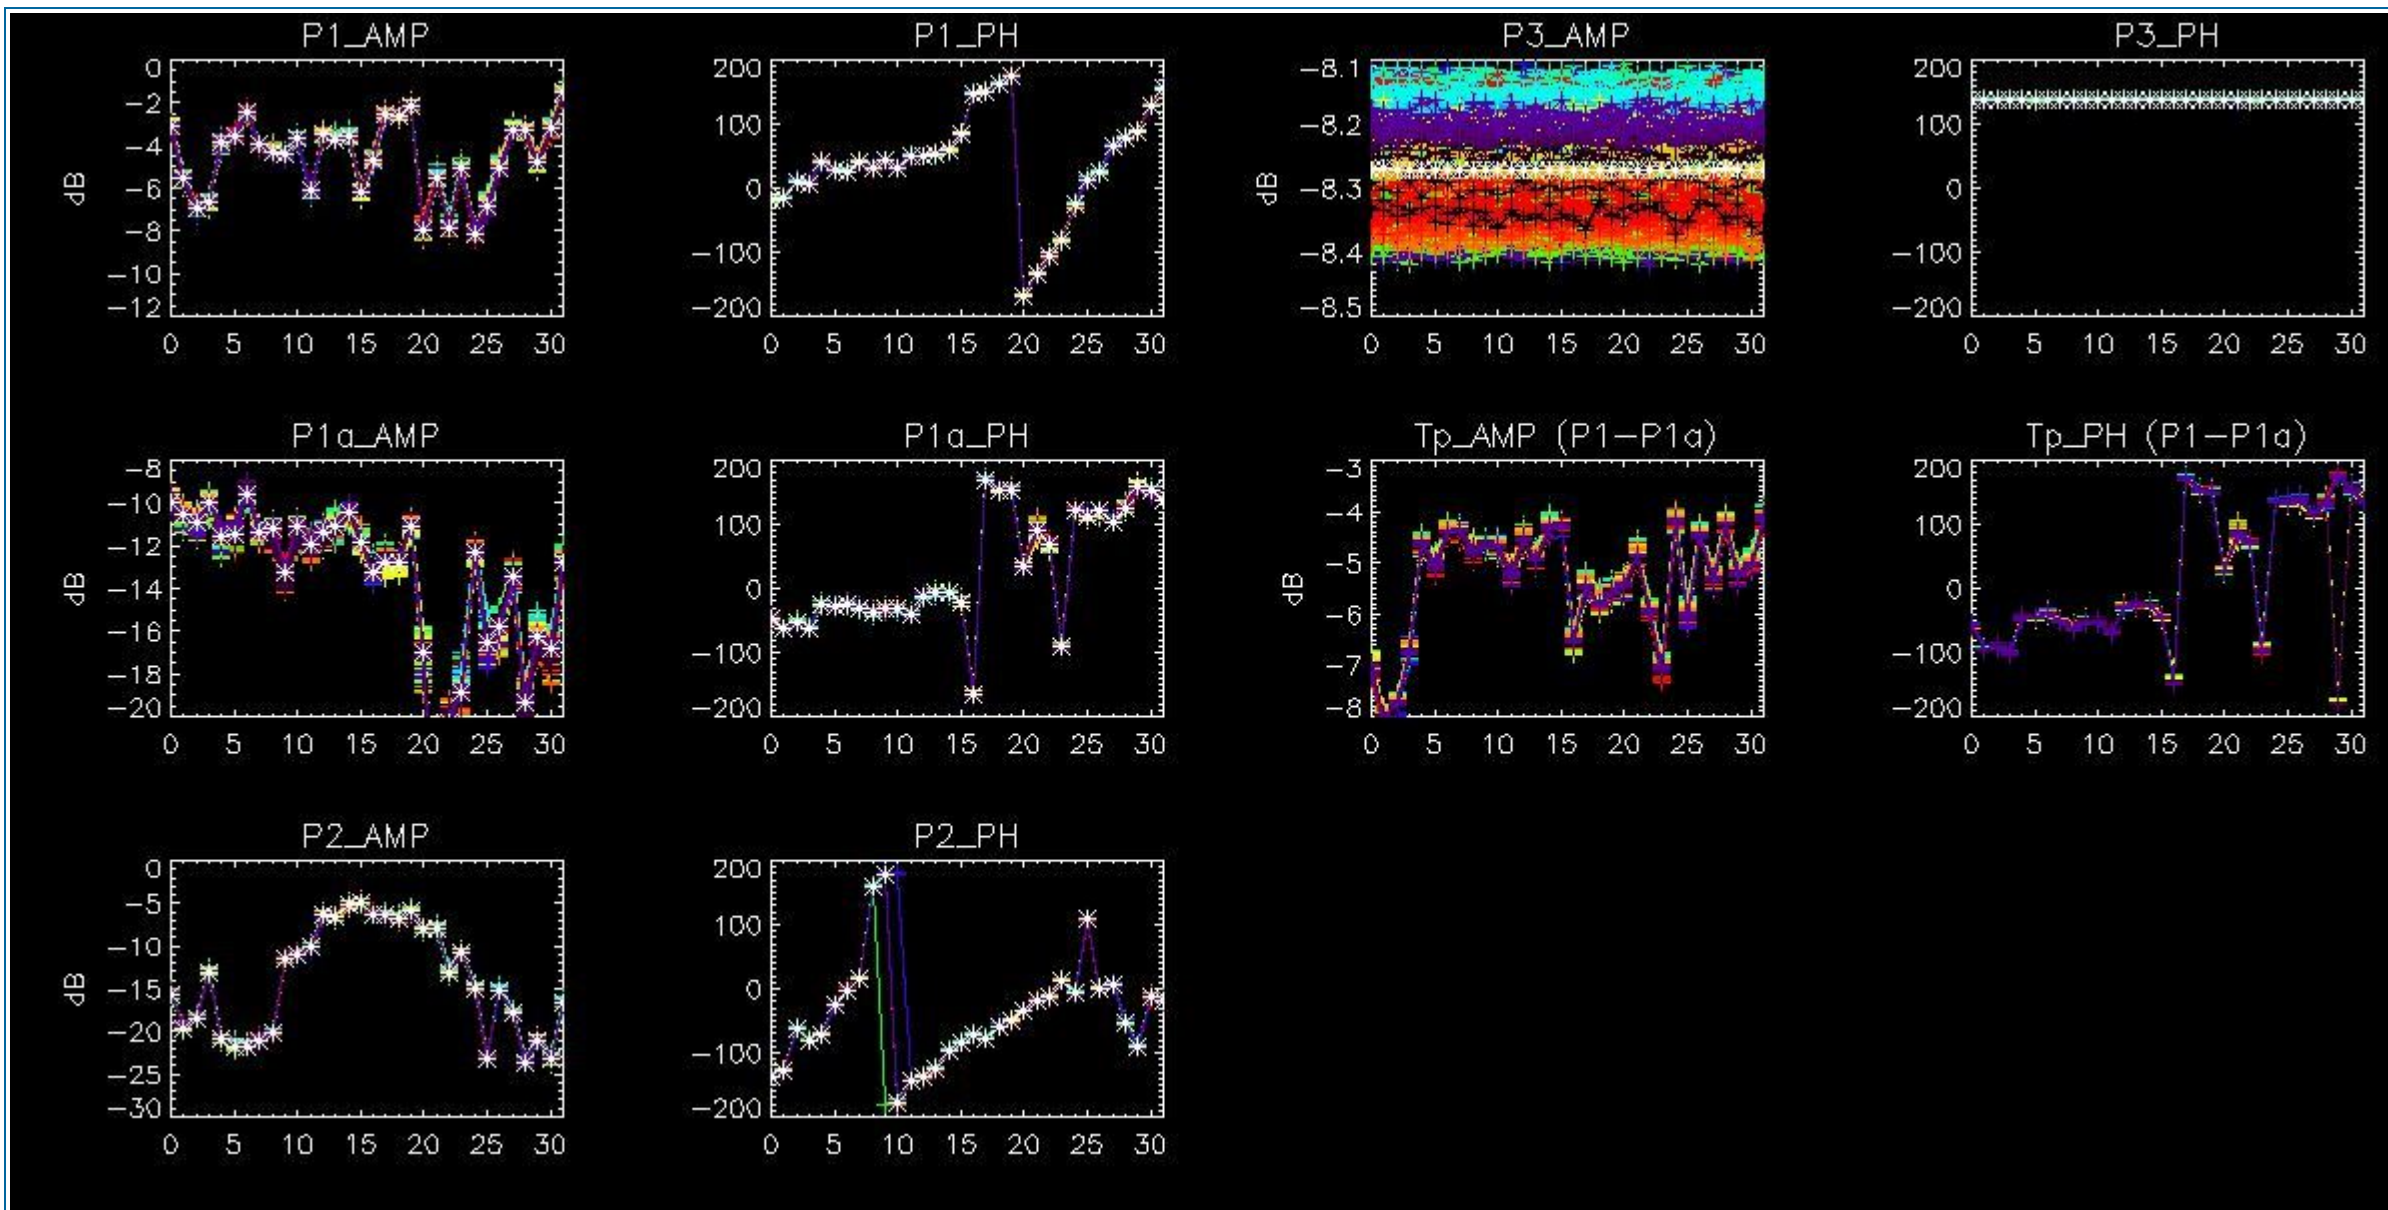 P1_AMP
0
−2
−4
−6
−8
−10
−12
dB
0 5 10 15 20 25 30
P1_PH
200
100
0
−100
−200
0 5 10 15 20 25 30
P3_AMP
−8.1
−8.2
−8.3
−8.4
−8.5
dB
0 5 10 15 20 25 30
P3_PH
200
100
0
−100
−200
0 5 10 15 20 25 30
P1a_AMP
−8
−10
−12
−14
−16
−18
−20
dB
0 5 10 15 20 25 30
P1a_PH
200
100
0
−100
−200
0 5 10 15 20 25 30
Tp_AMP (P1−P1a)
−3
−4
−5
−6
−7
−8
dB
0 5 10 15 20 25 30
Tp_PH (P1−P1a)
200
100
0
−100
−200
0 5 10 15 20 25 30
P2_AMP
0
−5
−10
−15
−20
−25
−30
dB
0 5 10 15 20 25 30
P2_PH
200
100
0
−100
−200
0 5 10 15 20 25 30